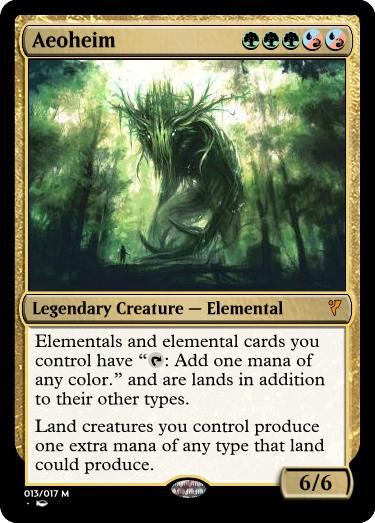 Aeoheim
Legendary Creature — Elemental
Elementals and elemental cards you
control have “: Add one mana of
any color.” and are lands in addition
to their other types.
Land creatures you control produce
one extra mana of any type that land
could produce.
6/6
013/017 M